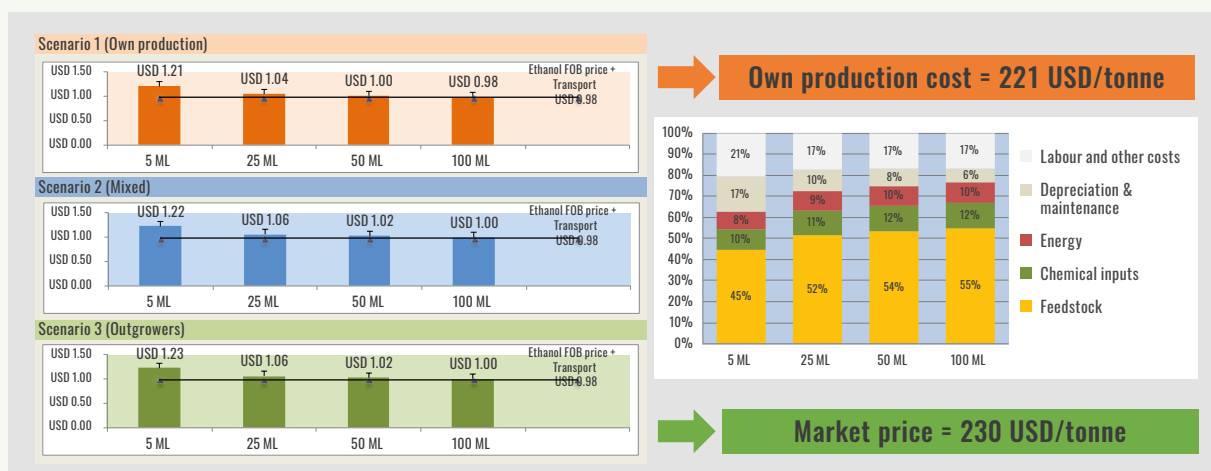 Scenario 1 (Own production)
USD 1.50
USD 1.00
USD 0.50
USD 0.00
USD 1.21
USD 1.04
USD 1.00
USD 0.98
Ethanol FOB price +
Transport
USD 0.98
5 ML
25 ML
50 ML
100 ML
Scenario 2 (Mixed)
USD 1.50
USD 1.00
USD 0.50
USD 0.00
USD 1.22
USD 1.06
USD 1.02
USD 1.00
Ethanol FOB price +
Transport
USD 0.98
5 ML
25 ML
50 ML
100 ML
Scenario 3 (Outgrowers)
USD 1.50
USD 1.00
USD 0.50
USD 0.00
USD 1.23
USD 1.06
USD 1.02
USD 1.00
Ethanol FOB price +
Transport
USD 0.98
5 ML
25 ML
50 ML
100 ML
Own production cost = 221 USD/tonne
100%
90%
80%
70%
60%
50%
40%
30%
20%
10%
0%
21%
17%
17%
17%
17%
10%
8%
6%
8%
9%
10%
10%
10%
11%
12%
12%
45%
52%
54%
55%
5 ML
25 ML
50 ML
100 ML
Labour and other costs
Depreciation &
maintenance
Energy
Chemical inputs
Feedstock
Market price = 230 USD/tonne